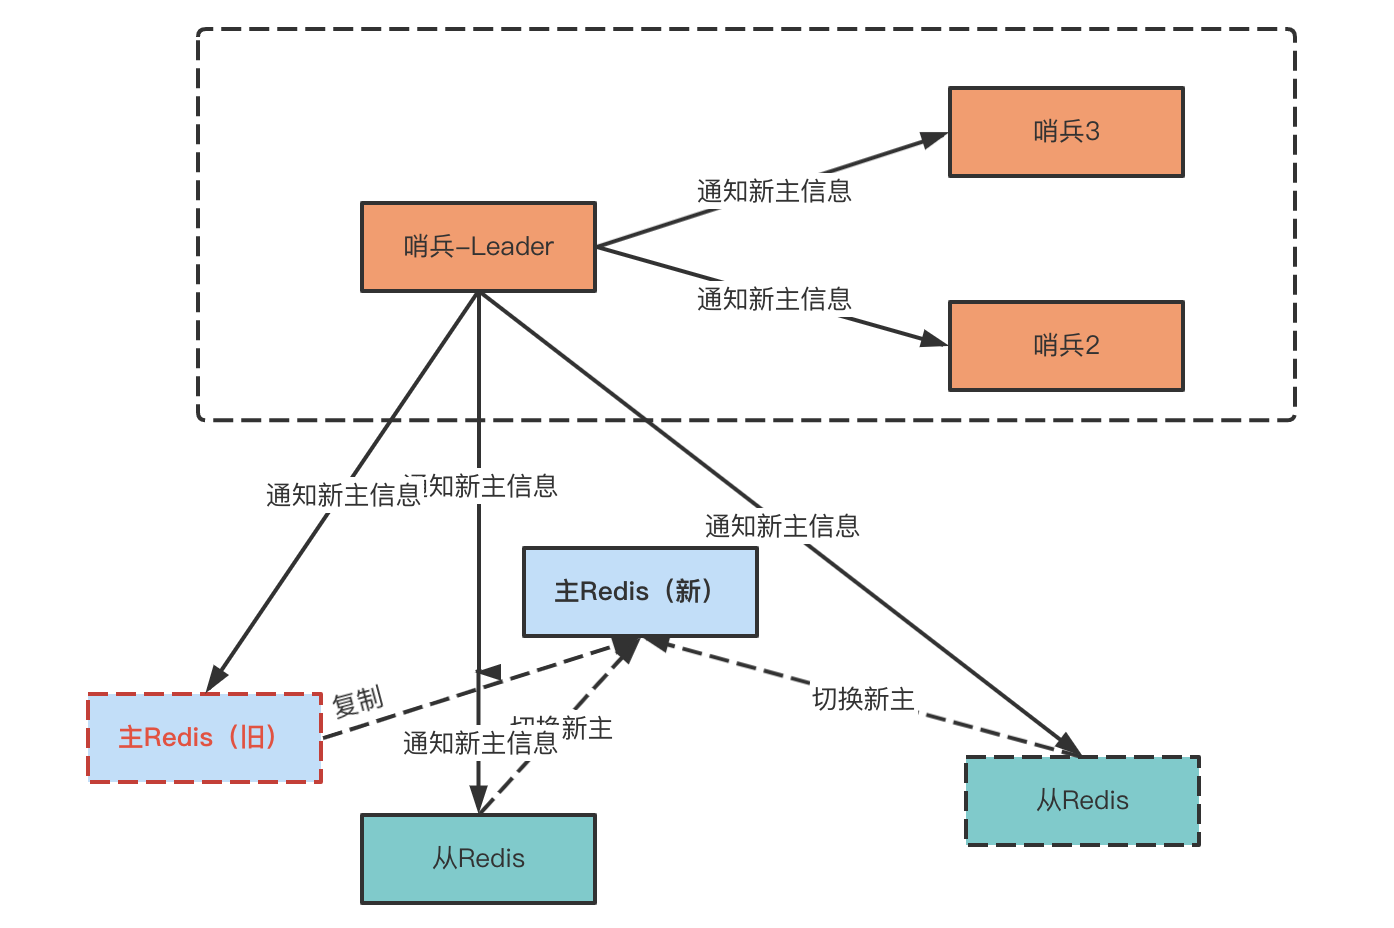 哨兵3
通知新主信息
哨兵-Leader
通知新主信息
哨兵2
通知新主信息
通知新主信息
通知新主信息
主Redis（新）
复制
切换新主
主Redis（旧）
切换新主
通知新主信息
从Redis
从Redis